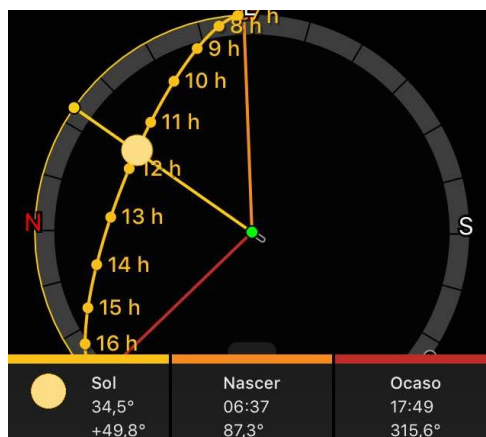 8 h
9 h
10 h
11 h
12 h
N
S
13 h
14 h
15 h
16 h
Sol
34,5°
+49,8°
Nascer
06:37
87,3°
Ocaso
17:49
315,6°